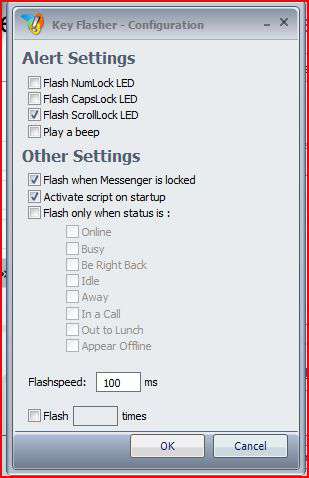 Key Flasher - Configuration
Alert Settings
Flash NumLock LED
Flash CapsLock LED
Flash ScrollLock LED
Play a beep
Other Settings
Flash when Messenger is locked
Activate script on startup
Flash only when status is :
Online
Busy
Be Right Back
Idle
Away
In a Call
Out to Lunch
Appear Offline
Flashspeed: 100 ms
Flash times
OK Cancel